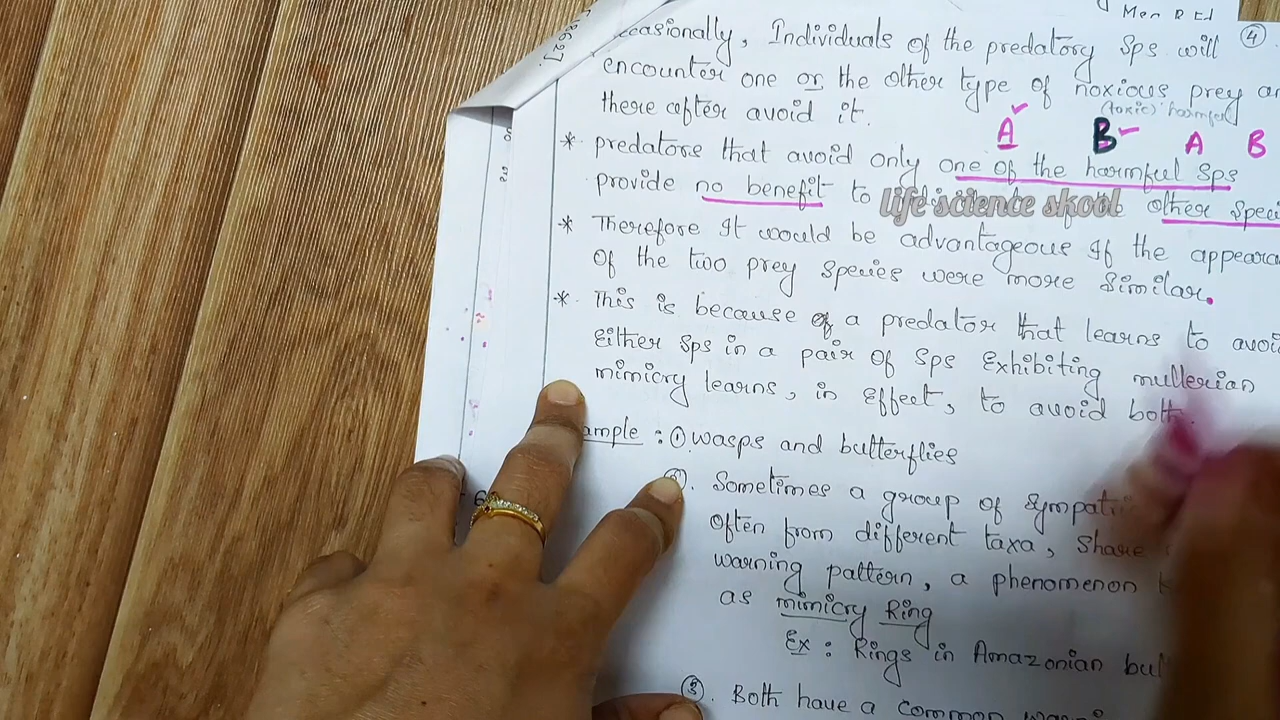 ④
ccasionally, Individuals of the predatory Sps will
encounter one or the other type of noxious prey an
(toxic) harmful
there after avoid it.
A B A B
* predators that avoid only one of the harmful Sps
provide no benefit to other Speci
life science skool
* Therefore It would be advantageous If the appeara
of the two prey Species were more Similar.
* This is because of a predator that learns to avoi
Either Sps in a pair of Sps Exhibiting mullerian
mimicry learns, in Effect, to avoid both.
ample : ① wasps and butterflies
Sometimes a group of Sympatri
often from different taxa, Share
warning pattern, a phenomenon
as mimicry Ring
Ex : Rings in Amazonian but
③. Both have a common warni